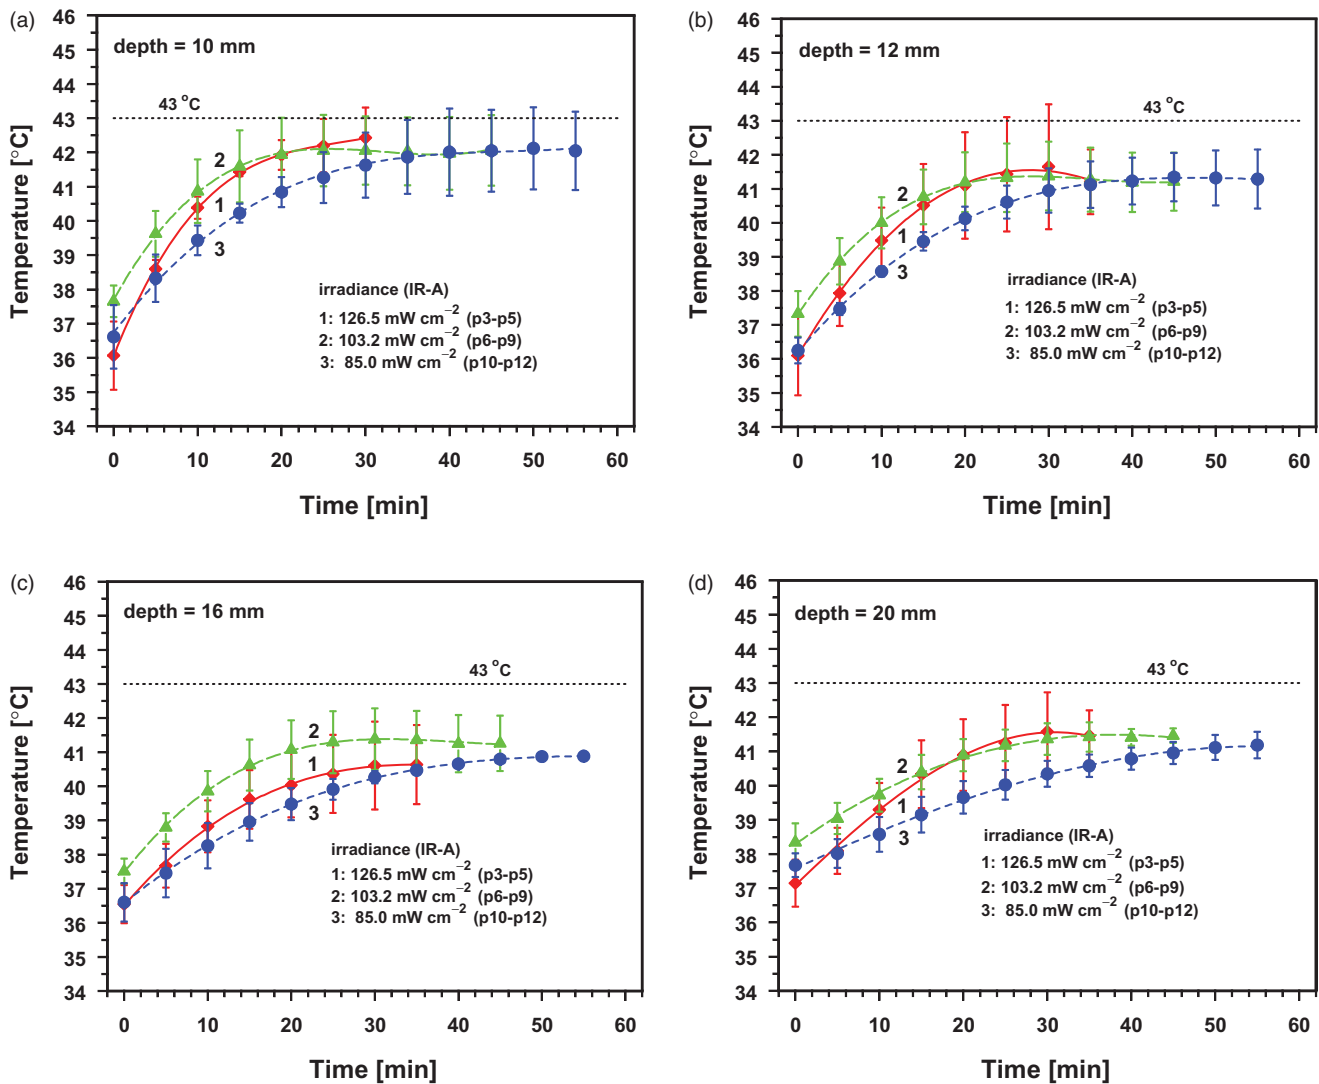 (a)
46
45
44
43
42
41
40
39
38
37
36
35
34
Temperature [°C]
depth = 10 mm
43 °C
2
1
3
irradiance (IR-A)
1: 126.5 mW cm−2 (p3-p5)
2: 103.2 mW cm−2 (p6-p9)
3: 85.0 mW cm−2 (p10-p12)
0 10 20 30 40 50 60
Time [min]
(b)
46
45
44
43
42
41
40
39
38
37
36
35
34
Temperature [°C]
depth = 12 mm
43 °C
2
1
3
irradiance (IR-A)
1: 126.5 mW cm−2 (p3-p5)
2: 103.2 mW cm−2 (p6-p9)
3: 85.0 mW cm−2 (p10-p12)
0 10 20 30 40 50 60
Time [min]
(c)
46
45
44
43
42
41
40
39
38
37
36
35
34
Temperature [°C]
depth = 16 mm
43 °C
2
1
3
irradiance (IR-A)
1: 126.5 mW cm−2 (p3-p5)
2: 103.2 mW cm−2 (p6-p9)
3: 85.0 mW cm−2 (p10-p12)
0 10 20 30 40 50 60
Time [min]
(d)
46
45
44
43
42
41
40
39
38
37
36
35
34
Temperature [°C]
depth = 20 mm
43 °C
2
1
3
irradiance (IR-A)
1: 126.5 mW cm−2 (p3-p5)
2: 103.2 mW cm−2 (p6-p9)
3: 85.0 mW cm−2 (p10-p12)
0 10 20 30 40 50 60
Time [min]